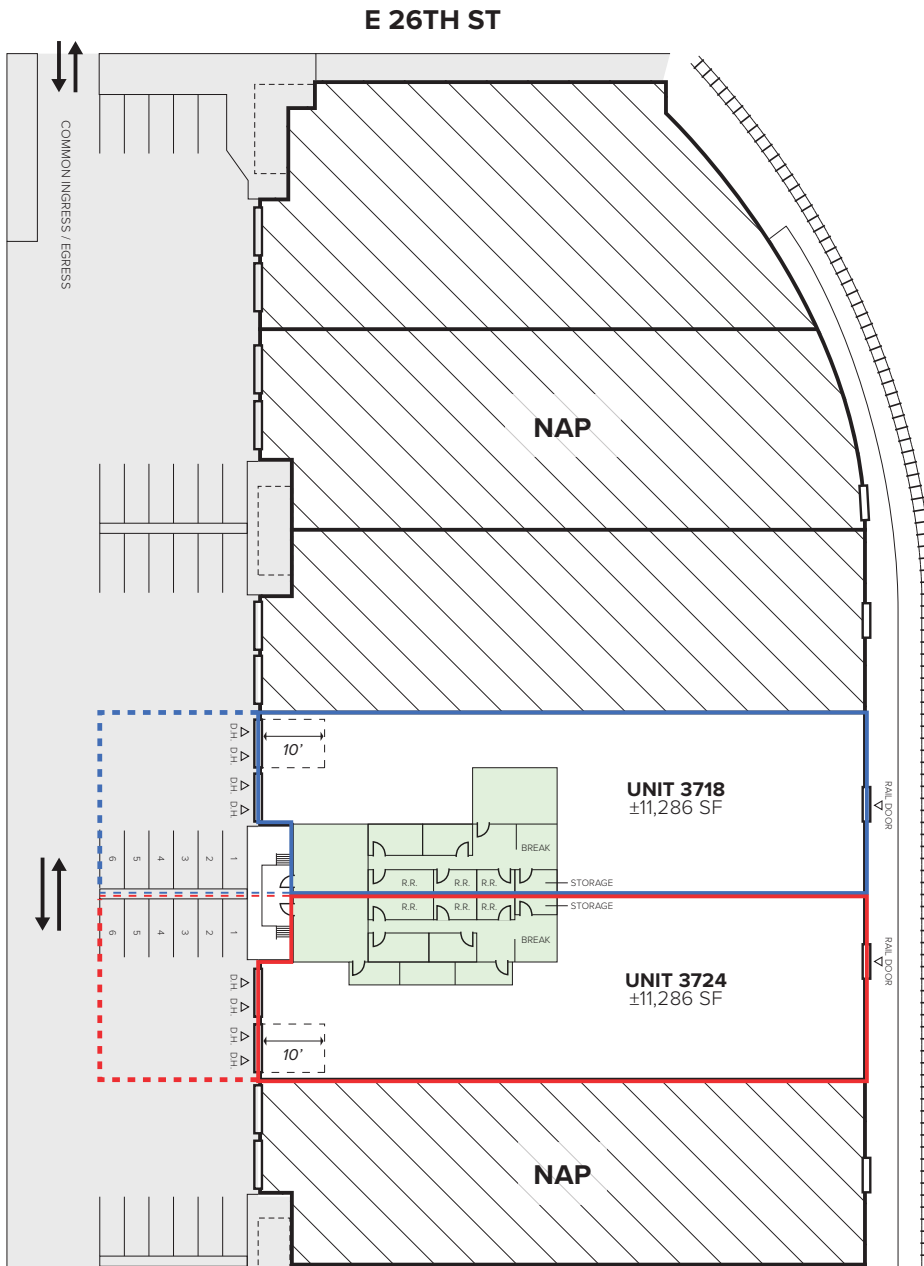 E 26TH ST
COMMON INGRESS / EGRESS
NAP
D.H.
D.H.
D.H.
D.H.
10'
UNIT 3718
±11,286 SF
RAIL DOOR
BREAK
6
5
4
3
2
1
R.R.
R.R.
R.R.
STORAGE
6
5
4
3
2
1
R.R.
R.R.
R.R.
STORAGE
BREAK
RAIL DOOR
UNIT 3724
±11,286 SF
D.H.
D.H.
D.H.
D.H.
10'
NAP